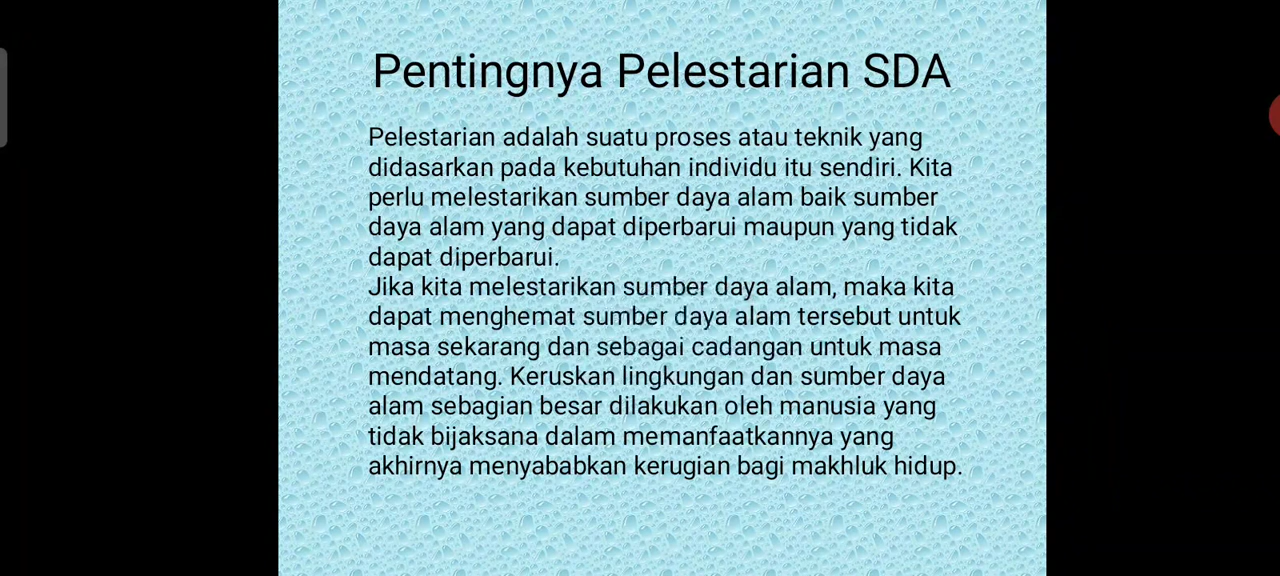 Pentingnya Pelestarian SDA
Pelestarian adalah suatu proses atau teknik yang
didasarkan pada kebutuhan individu itu sendiri. Kita
perlu melestarikan sumber daya alam baik sumber
daya alam yang dapat diperbarui maupun yang tidak
dapat diperbarui.
Jika kita melestarikan sumber daya alam, maka kita
dapat menghemat sumber daya alam tersebut untuk
masa sekarang dan sebagai cadangan untuk masa
mendatang. Keruskan lingkungan dan sumber daya
alam sebagian besar dilakukan oleh manusia yang
tidak bijaksana dalam memanfaatkannya yang
akhirnya menyababkan kerugian bagi makhluk hidup.